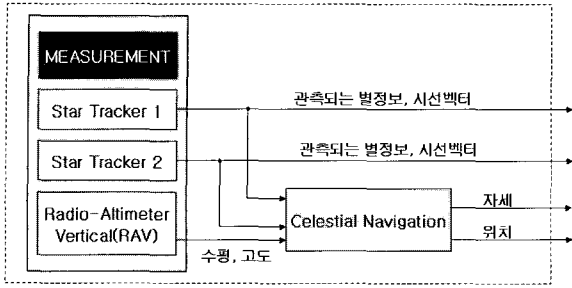 MEASUREMENT
Star Tracker 1
관측되는 별정보, 시선벡터
Star Tracker 2
관측되는 별정보, 시선벡터
Radio-Altimeter
Vertical(RAV)
수평, 고도
Celestial Navigation
자세
위치